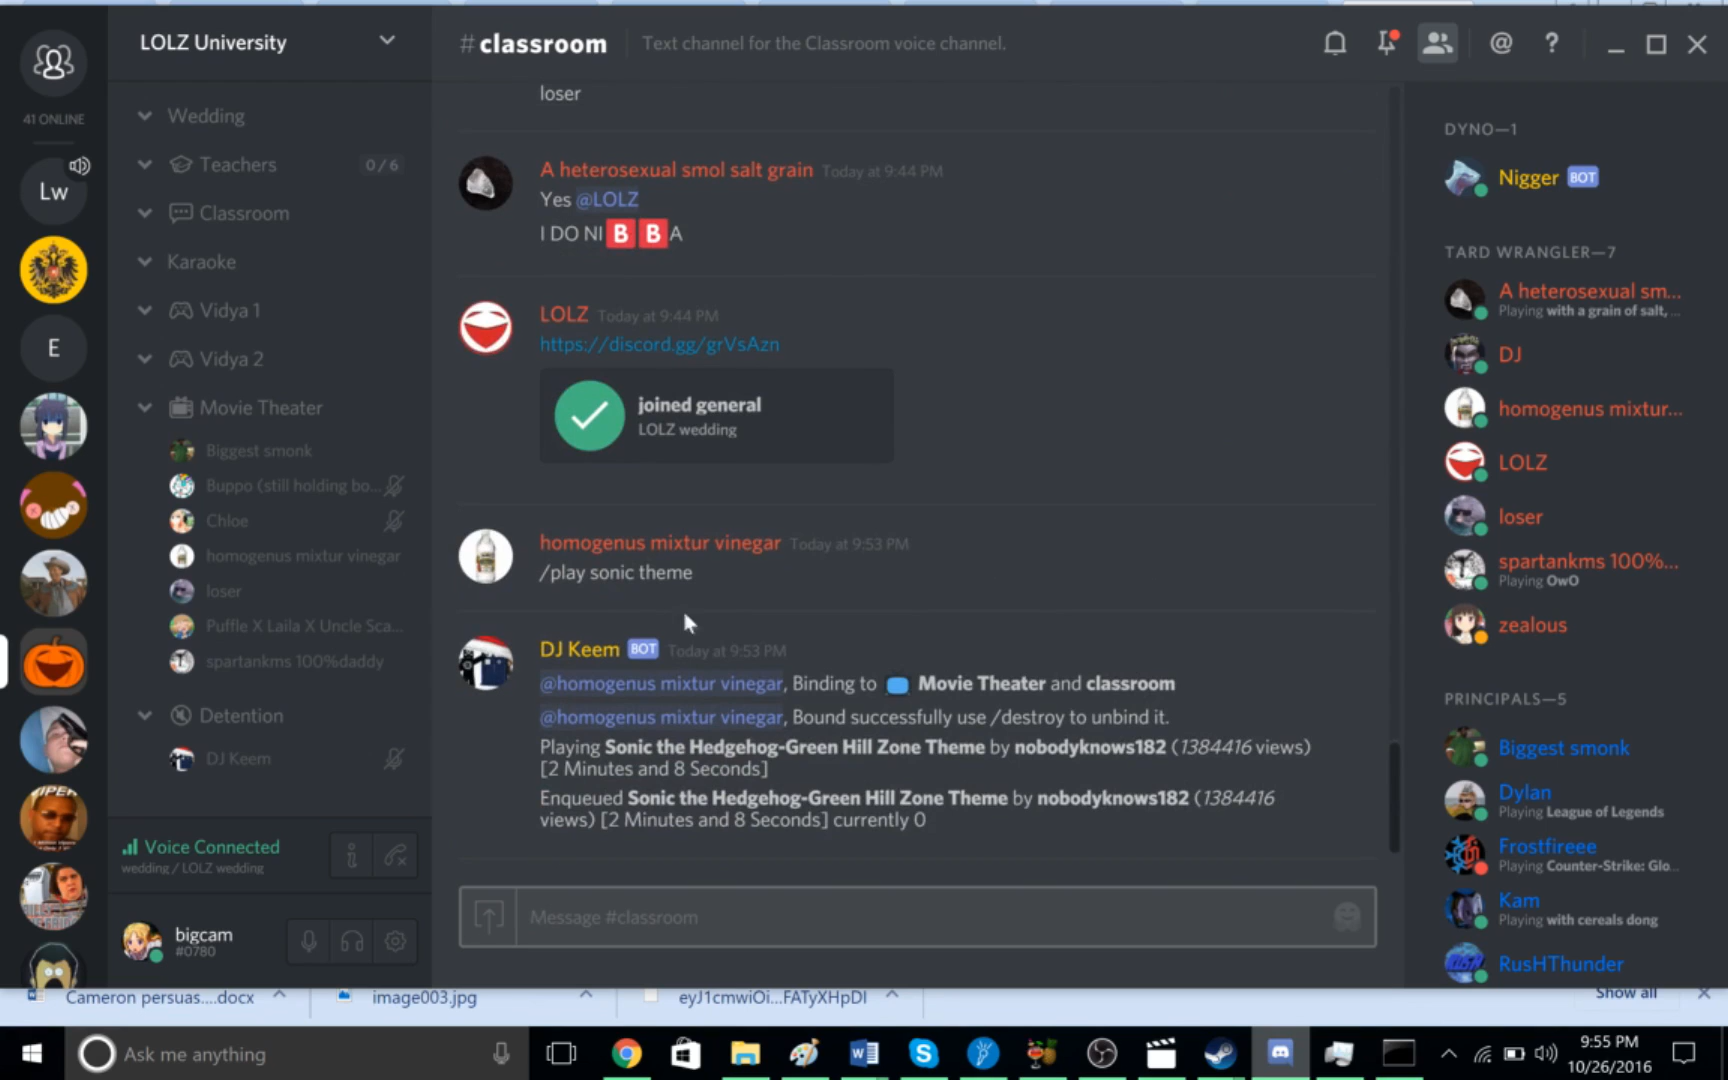 LOLZ University
#classroom
Text channel for the Classroom voice channel.
41 ONLINE
Lw
E
Wedding
Teachers 0/6
Classroom
Karaoke
Vidya 1
Vidya 2
Movie Theater
Biggest smonk
Buppo (still holding bo...
Chloe
homogenus mixtur vinegar
loser
Puffle X Laila X Uncle Sca...
spartankms 100%daddy
Detention
DJ Keem
Voice Connected
wedding / LOLZ wedding
bigcam
#0780
loser
A heterosexual smol salt grain Today at 9:44 PM
Yes @LOLZ
I DO NI B B A
LOLZ Today at 9:44 PM
https://discord.gg/grVsAzn
joined general
LOLZ wedding
homogenus mixtur vinegar Today at 9:53 PM
/play sonic theme
DJ Keem BOT Today at 9:53 PM
@homogenus mixtur vinegar, Binding to Movie Theater and classroom
@homogenus mixtur vinegar, Bound successfully use /destroy to unbind it.
Playing Sonic the Hedgehog-Green Hill Zone Theme by nobodyknows182 (1384416 views)
[2 Minutes and 8 Seconds]
Enqueued Sonic the Hedgehog-Green Hill Zone Theme by nobodyknows182 (1384416
views) [2 Minutes and 8 Seconds] currently 0
Message #classroom
DYNO—1
Nigger BOT
TARD WRANGLER—7
A heterosexual sm...
Playing with a grain of salt, ...
DJ
homogenus mixtur...
LOLZ
loser
spartankms 100%...
Playing OwO
zealous
PRINCIPALS—5
Biggest smonk
Dylan
Playing League of Legends
Frostfireee
Playing Counter-Strike: Glo...
Kam
Playing with cereals dong
RusHThunder
Cameron persuas....docx
image003.jpg
eyJ1cmwiOi...FATyXHpDI
Show all
Ask me anything
9:55 PM
10/26/2016